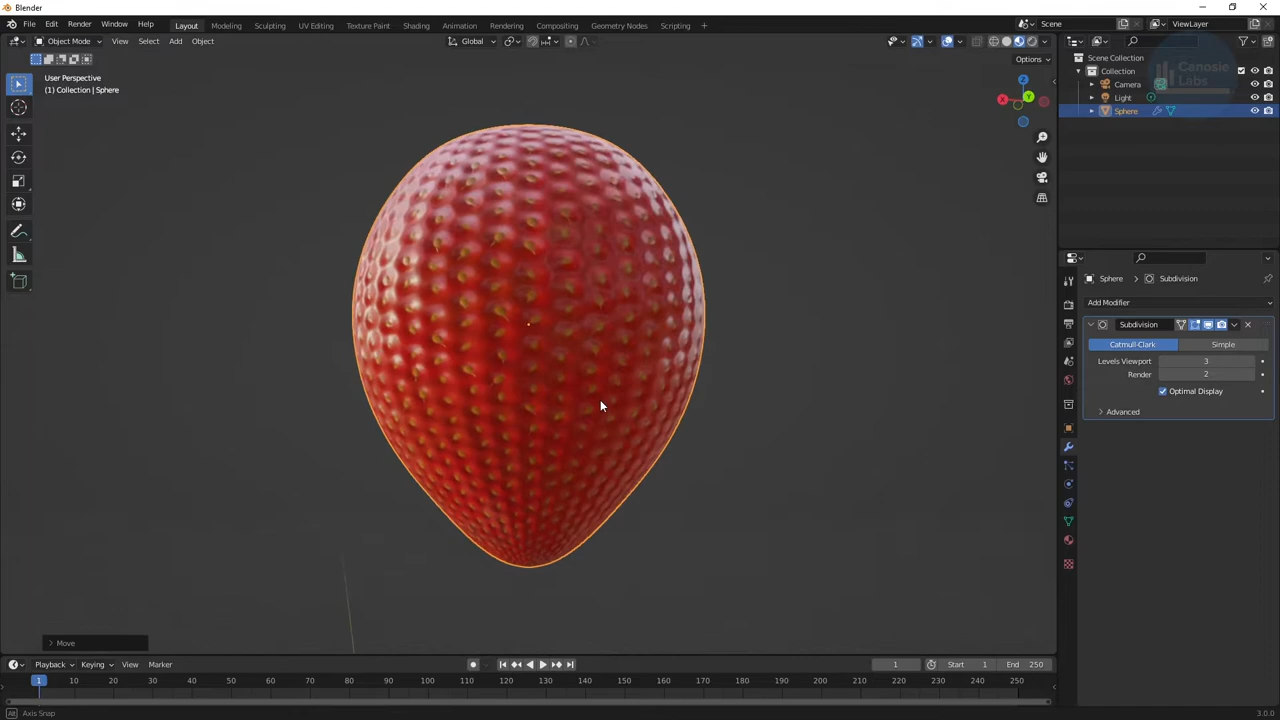 Blender
File Edit Render Window Help Layout Modeling Sculpting UV Editing Texture Paint Shading Animation Rendering Compositing Geometry Nodes Scripting + Scene ViewLayer
Object Mode View Select Add Object Global
Options
User Perspective
(1) Collection | Sphere
X Y Z
Scene Collection
Collection
Camera
Light
Sphere
Canosie
Labs
Sphere > Subdivision
Add Modifier
Subdivision
Catmull-Clark Simple
Levels Viewport 3
Render 2
Optimal Display
> Advanced
> Move
Playback Keying View Marker 1 Start 1 End 250
1 10 20 30 40 50 60 70 80 90 100 110 120 130 140 150 160 170 180 190 200 210 220 230 240 250
Alt Axis Snap 3.0.0